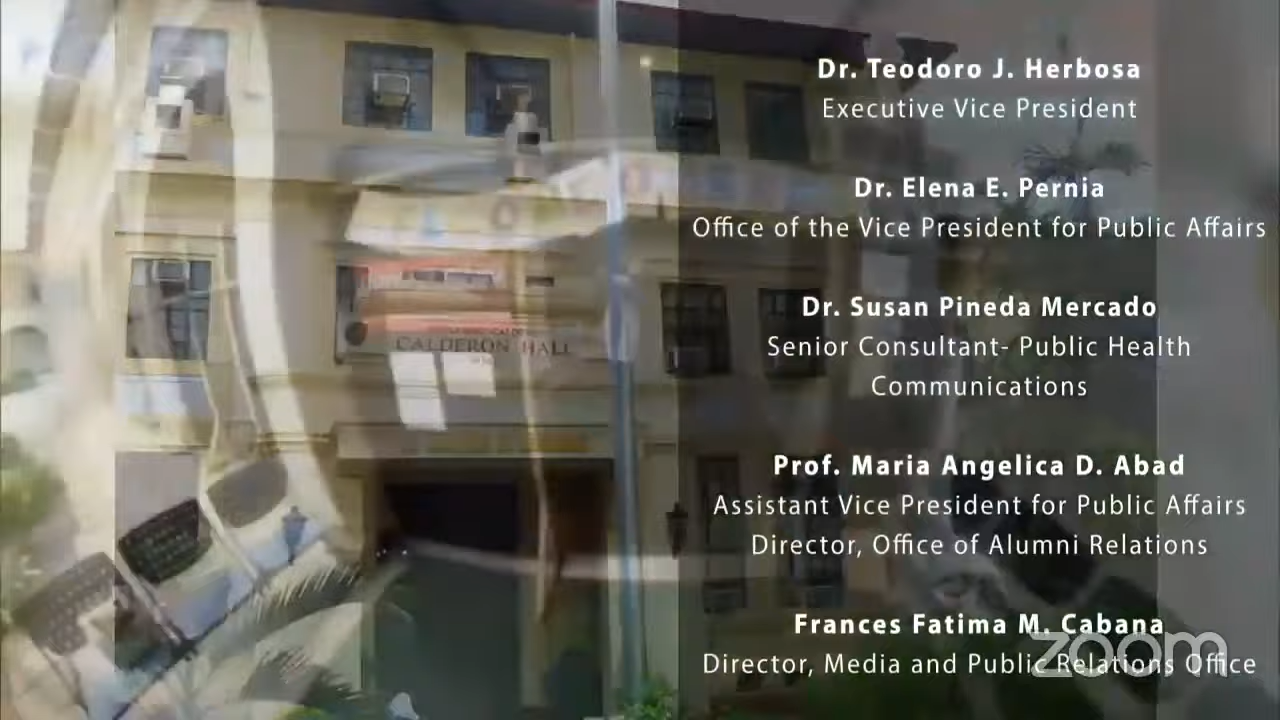 Dr. Teodoro J. Herbosa
Executive Vice President
Dr. Elena E. Pernia
Office of the Vice President for Public Affairs
Dr. Susan Pineda Mercado
Senior Consultant- Public Health
Communications
Prof. Maria Angelica D. Abad
Assistant Vice President for Public Affairs
Director, Office of Alumni Relations
Frances Fatima M. Cabana
Director, Media and Public Relations Office
zoom
CALDERON HALL